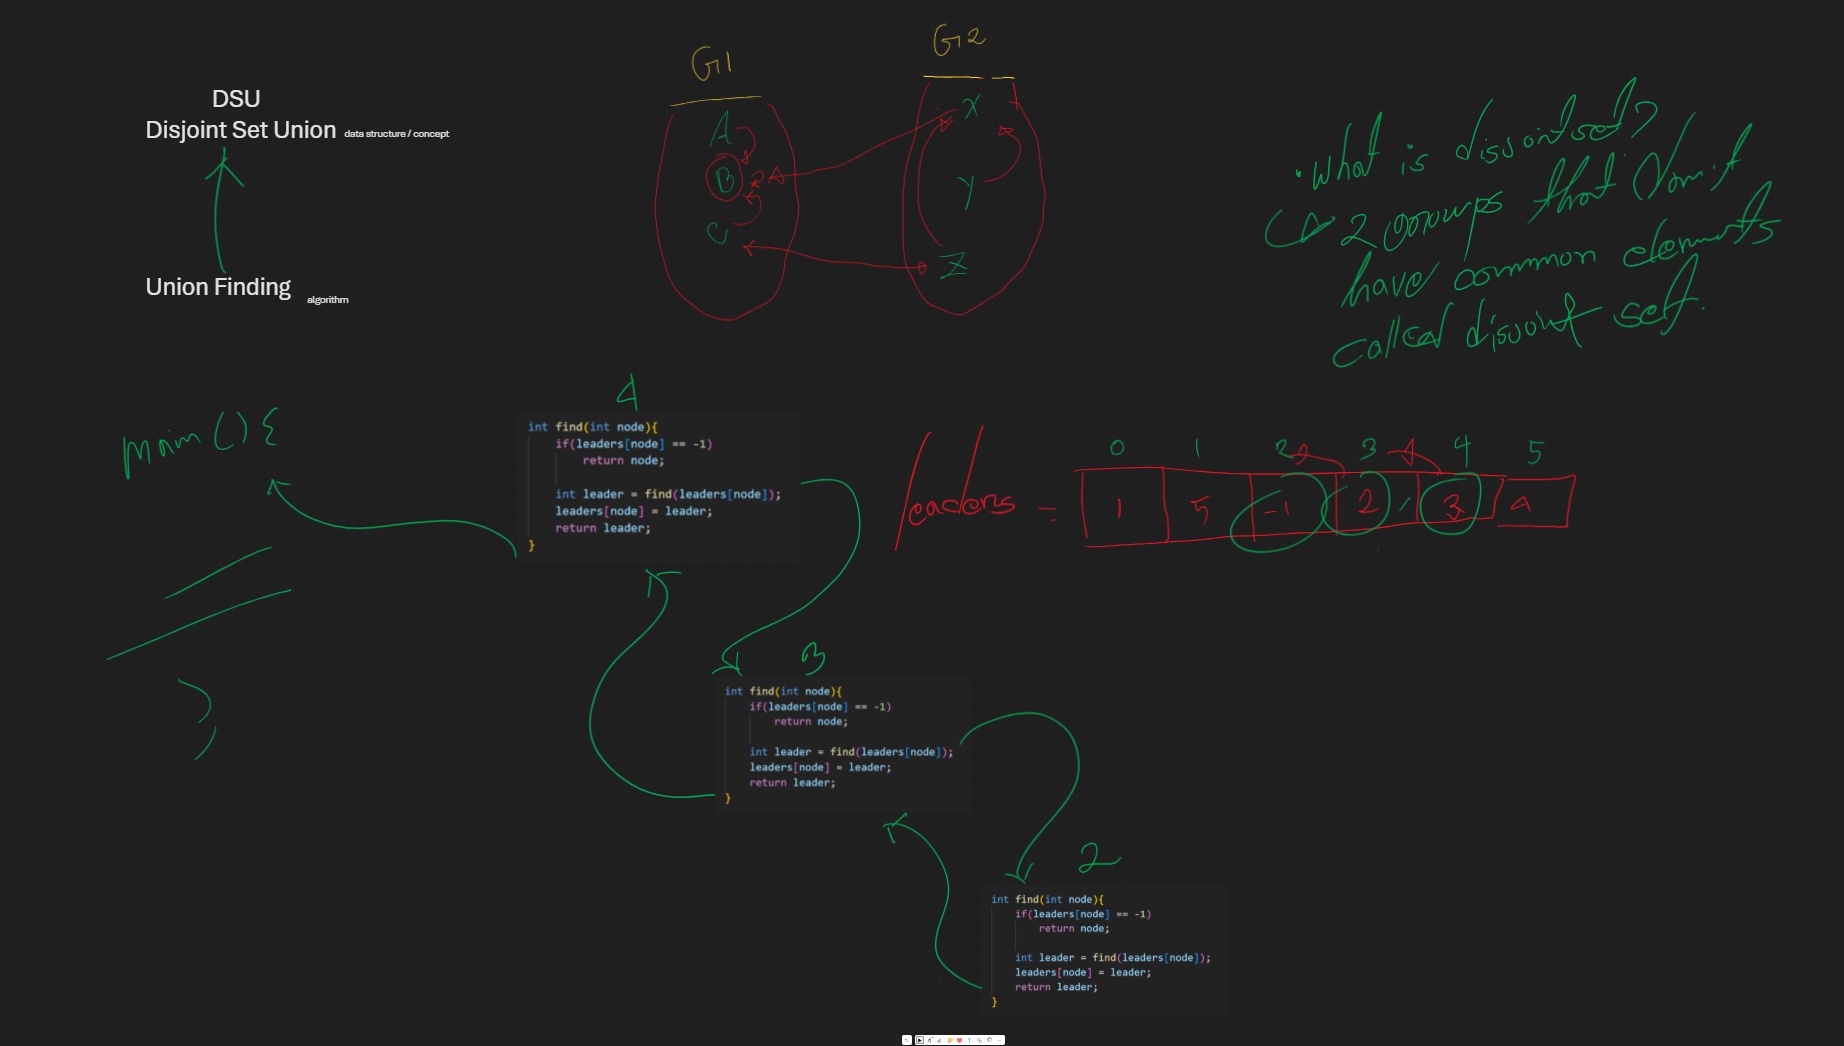 DSU
Disjoint Set Union data structure / concept
Union Finding algorithm
G1
A
B
C
G2
X
Y
Z
What is disjoint set?
2 groups that don't
have common elements
called disjoint set.
main() {
}
4
int find(int node){
if(leaders[node] == -1)
return node;
int leader = find(leaders[node]);
leaders[node] = leader;
return leader;
}
leaders =
0 1 2 3 4 5
1 5 -1 2 3 4
3
int find(int node){
if(leaders[node] == -1)
return node;
int leader = find(leaders[node]);
leaders[node] = leader;
return leader;
}
2
int find(int node){
if(leaders[node] == -1)
return node;
int leader = find(leaders[node]);
leaders[node] = leader;
return leader;
}